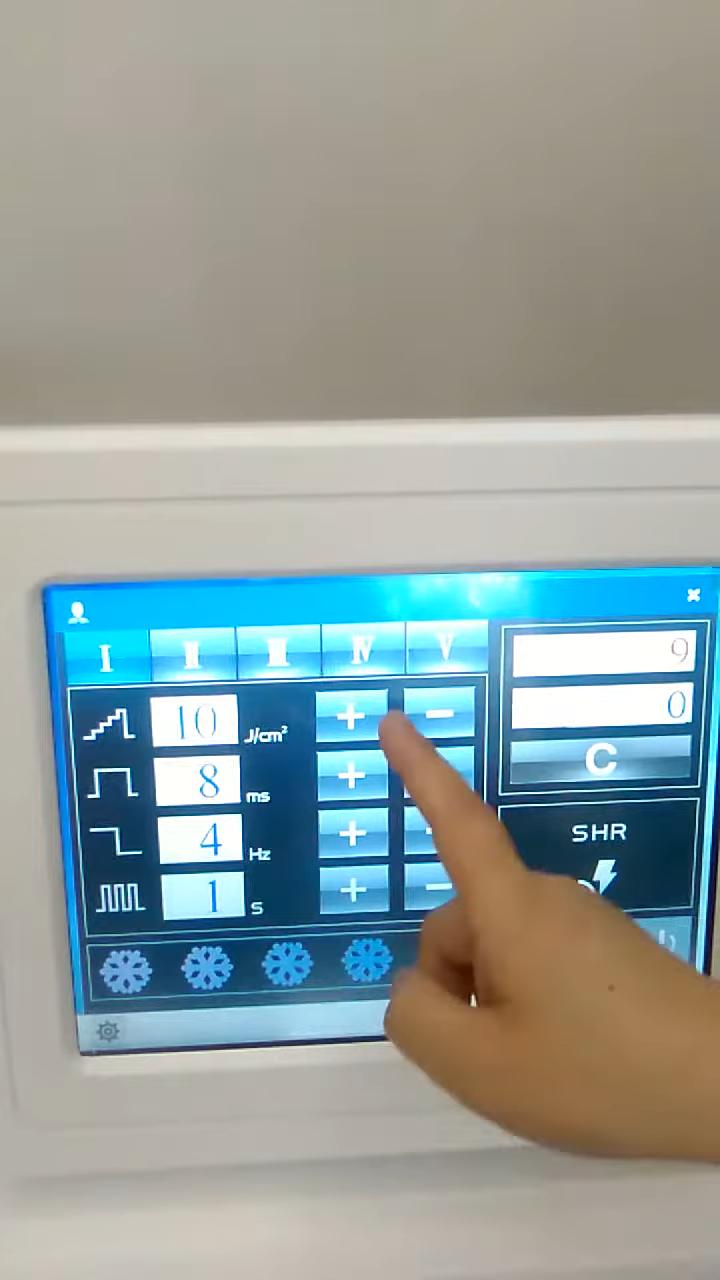 I II III IV V
10 J/cm² + −
8 ms +
4 Hz +
1 S + −
9
0
C
SHR